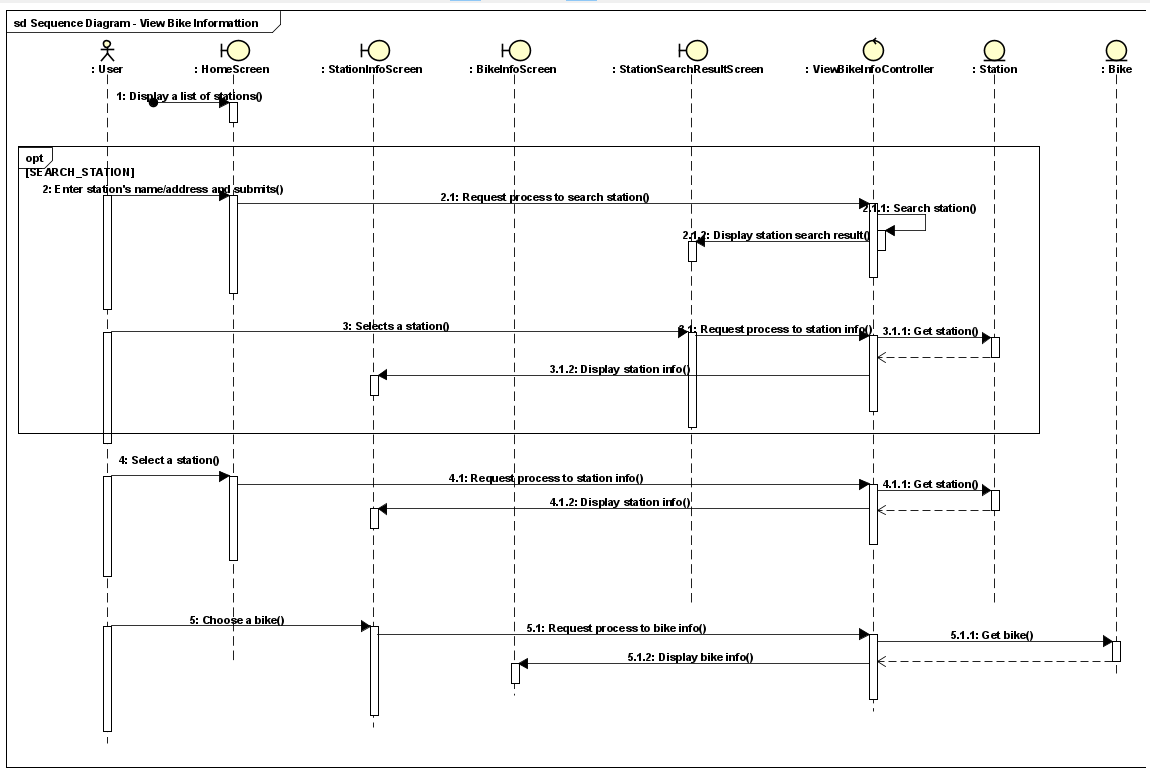 sd Sequence Diagram - View Bike Informattion
: User
: HomeScreen
: StationInfoScreen
: BikeInfoScreen
: StationSearchResultScreen
: ViewBikeInfoController
: Station
: Bike
1: Display a list of stations()
opt
[SEARCH_STATION]
2: Enter station's name/address and submits()
2.1: Request process to search station()
2.1.1: Search station()
2.1.2: Display station search result()
3: Selects a station()
3.1: Request process to station info()
3.1.1: Get station()
3.1.2: Display station info()
4: Select a station()
4.1: Request process to station info()
4.1.1: Get station()
4.1.2: Display station info()
5: Choose a bike()
5.1: Request process to bike info()
5.1.1: Get bike()
5.1.2: Display bike info()